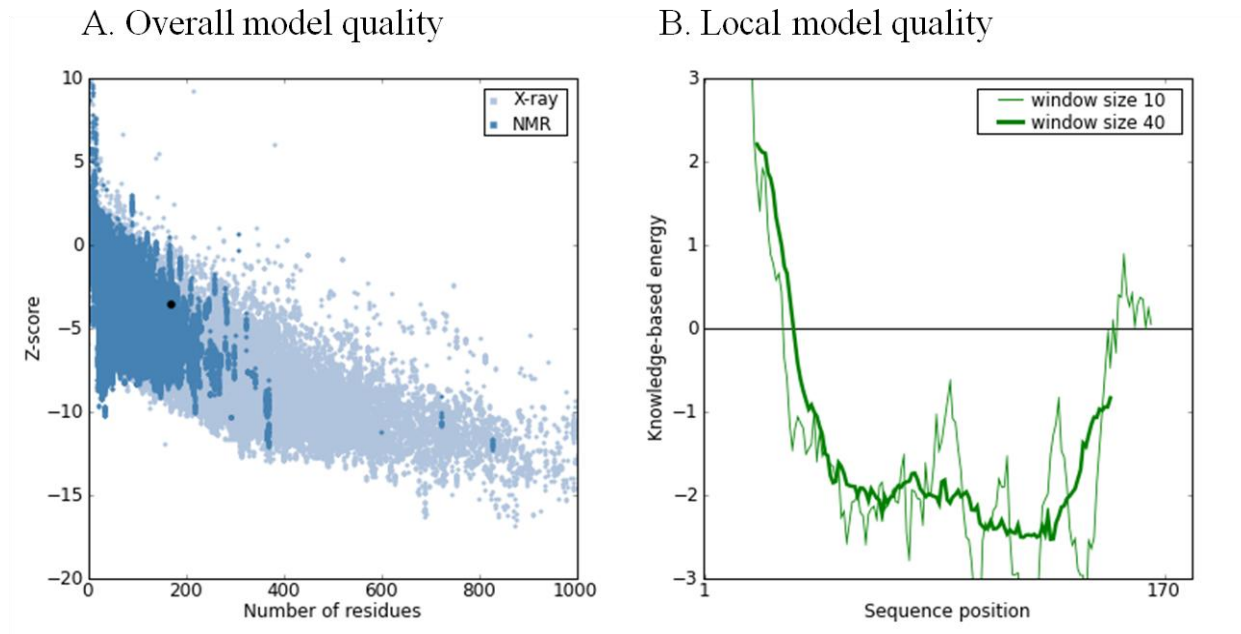 A. Overall model quality
10
5
0
−5
−10
−15
−20
Z-score
X-ray
NMR
0 200 400 600 800 1000
Number of residues
B. Local model quality
3
2
1
0
−1
−2
−3
Knowledge-based energy
window size 10
window size 40
1 170
Sequence position